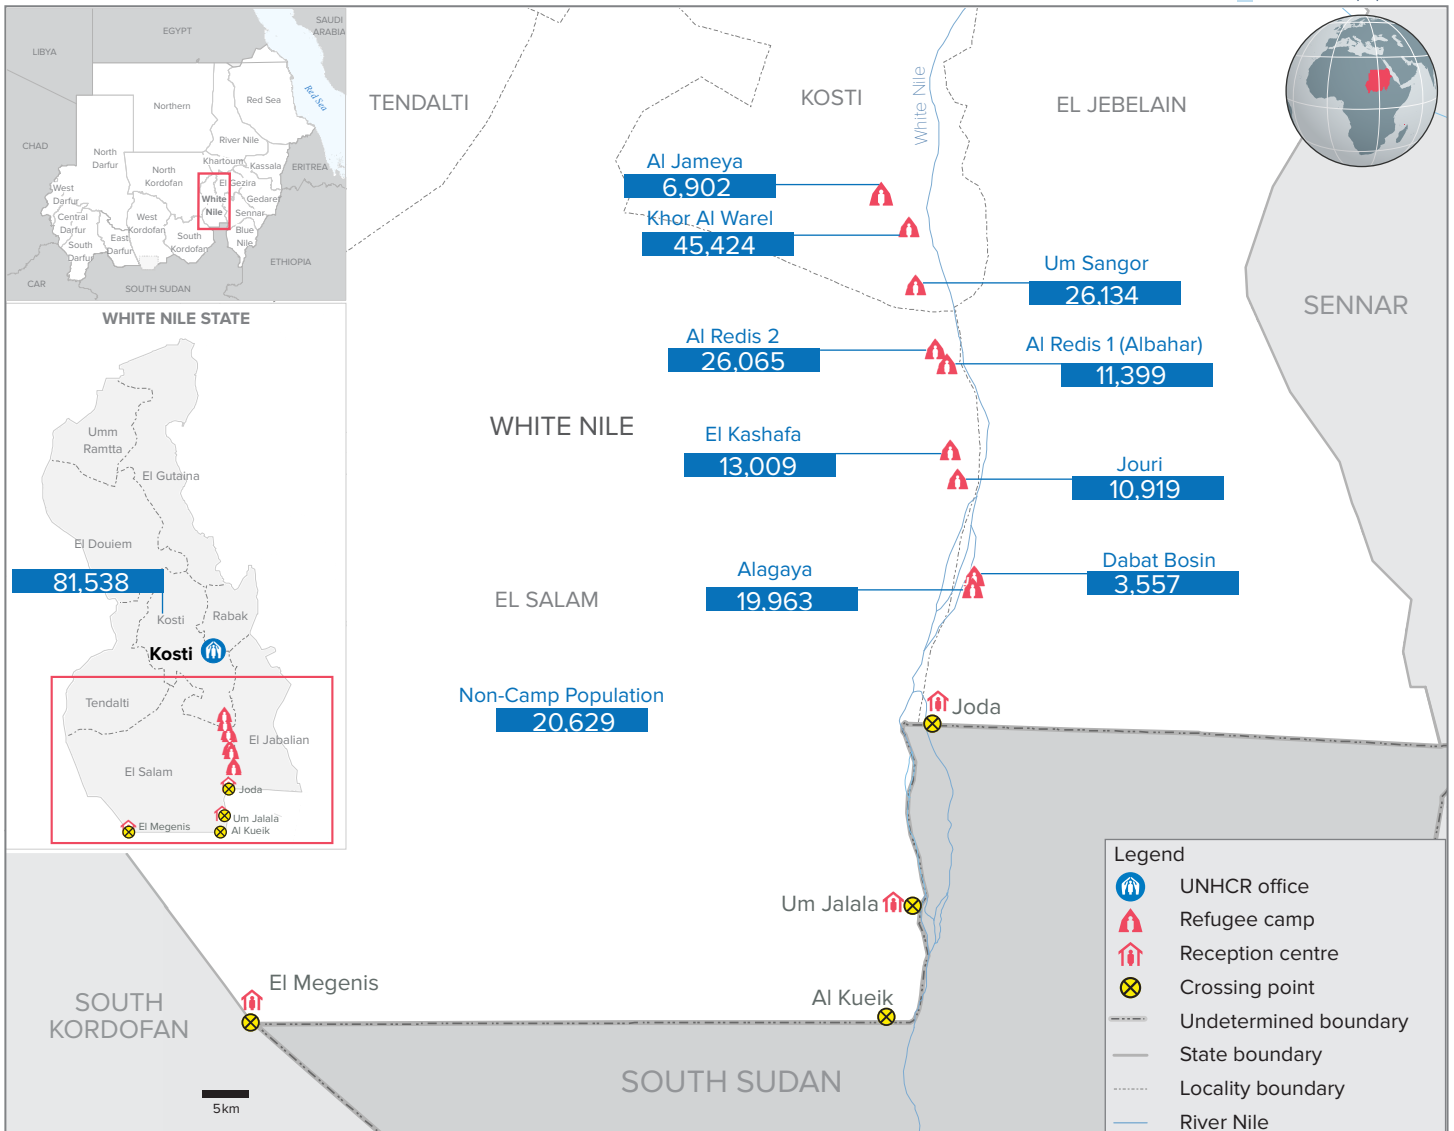 EGYPT
SAUDI
ARABIA
LIBYA
Red Sea
Northern
Red Sea
CHAD
River Nile
North
Darfur
Khartoum
Kassala
ERITREA
North
Kordofan
El Gezira
West
Darfur
White
Nile
Gedaref
Central
Darfur
West
Kordofan
Sennar
South
Darfur
East
Darfur
South
Kordofan
Blue
Nile
ETHIOPIA
CAR
SOUTH SUDAN
WHITE NILE STATE
Umm
Ramtta
El Gutaina
El Douiem
81,538
Kosti
Rabak
Kosti
Tendalti
El Jabalian
El Salam
Joda
Um Jalala
El Megenis
Al Kueik
TENDALTI
KOSTI
White Nile
EL JEBELAIN
Al Jameya
6,902
Khor Al Warel
45,424
Um Sangor
26,134
SENNAR
Al Redis 2
26,065
Al Redis 1 (Albahar)
11,399
WHITE NILE
El Kashafa
13,009
Jouri
10,919
Alagaya
19,963
Dabat Bosin
3,557
EL SALAM
Non-Camp Population
20,629
Joda
Um Jalala
El Megenis
Al Kueik
SOUTH
KORDOFAN
SOUTH SUDAN
5km
Legend
UNHCR office
Refugee camp
Reception centre
Crossing point
Undetermined boundary
State boundary
Locality boundary
River Nile